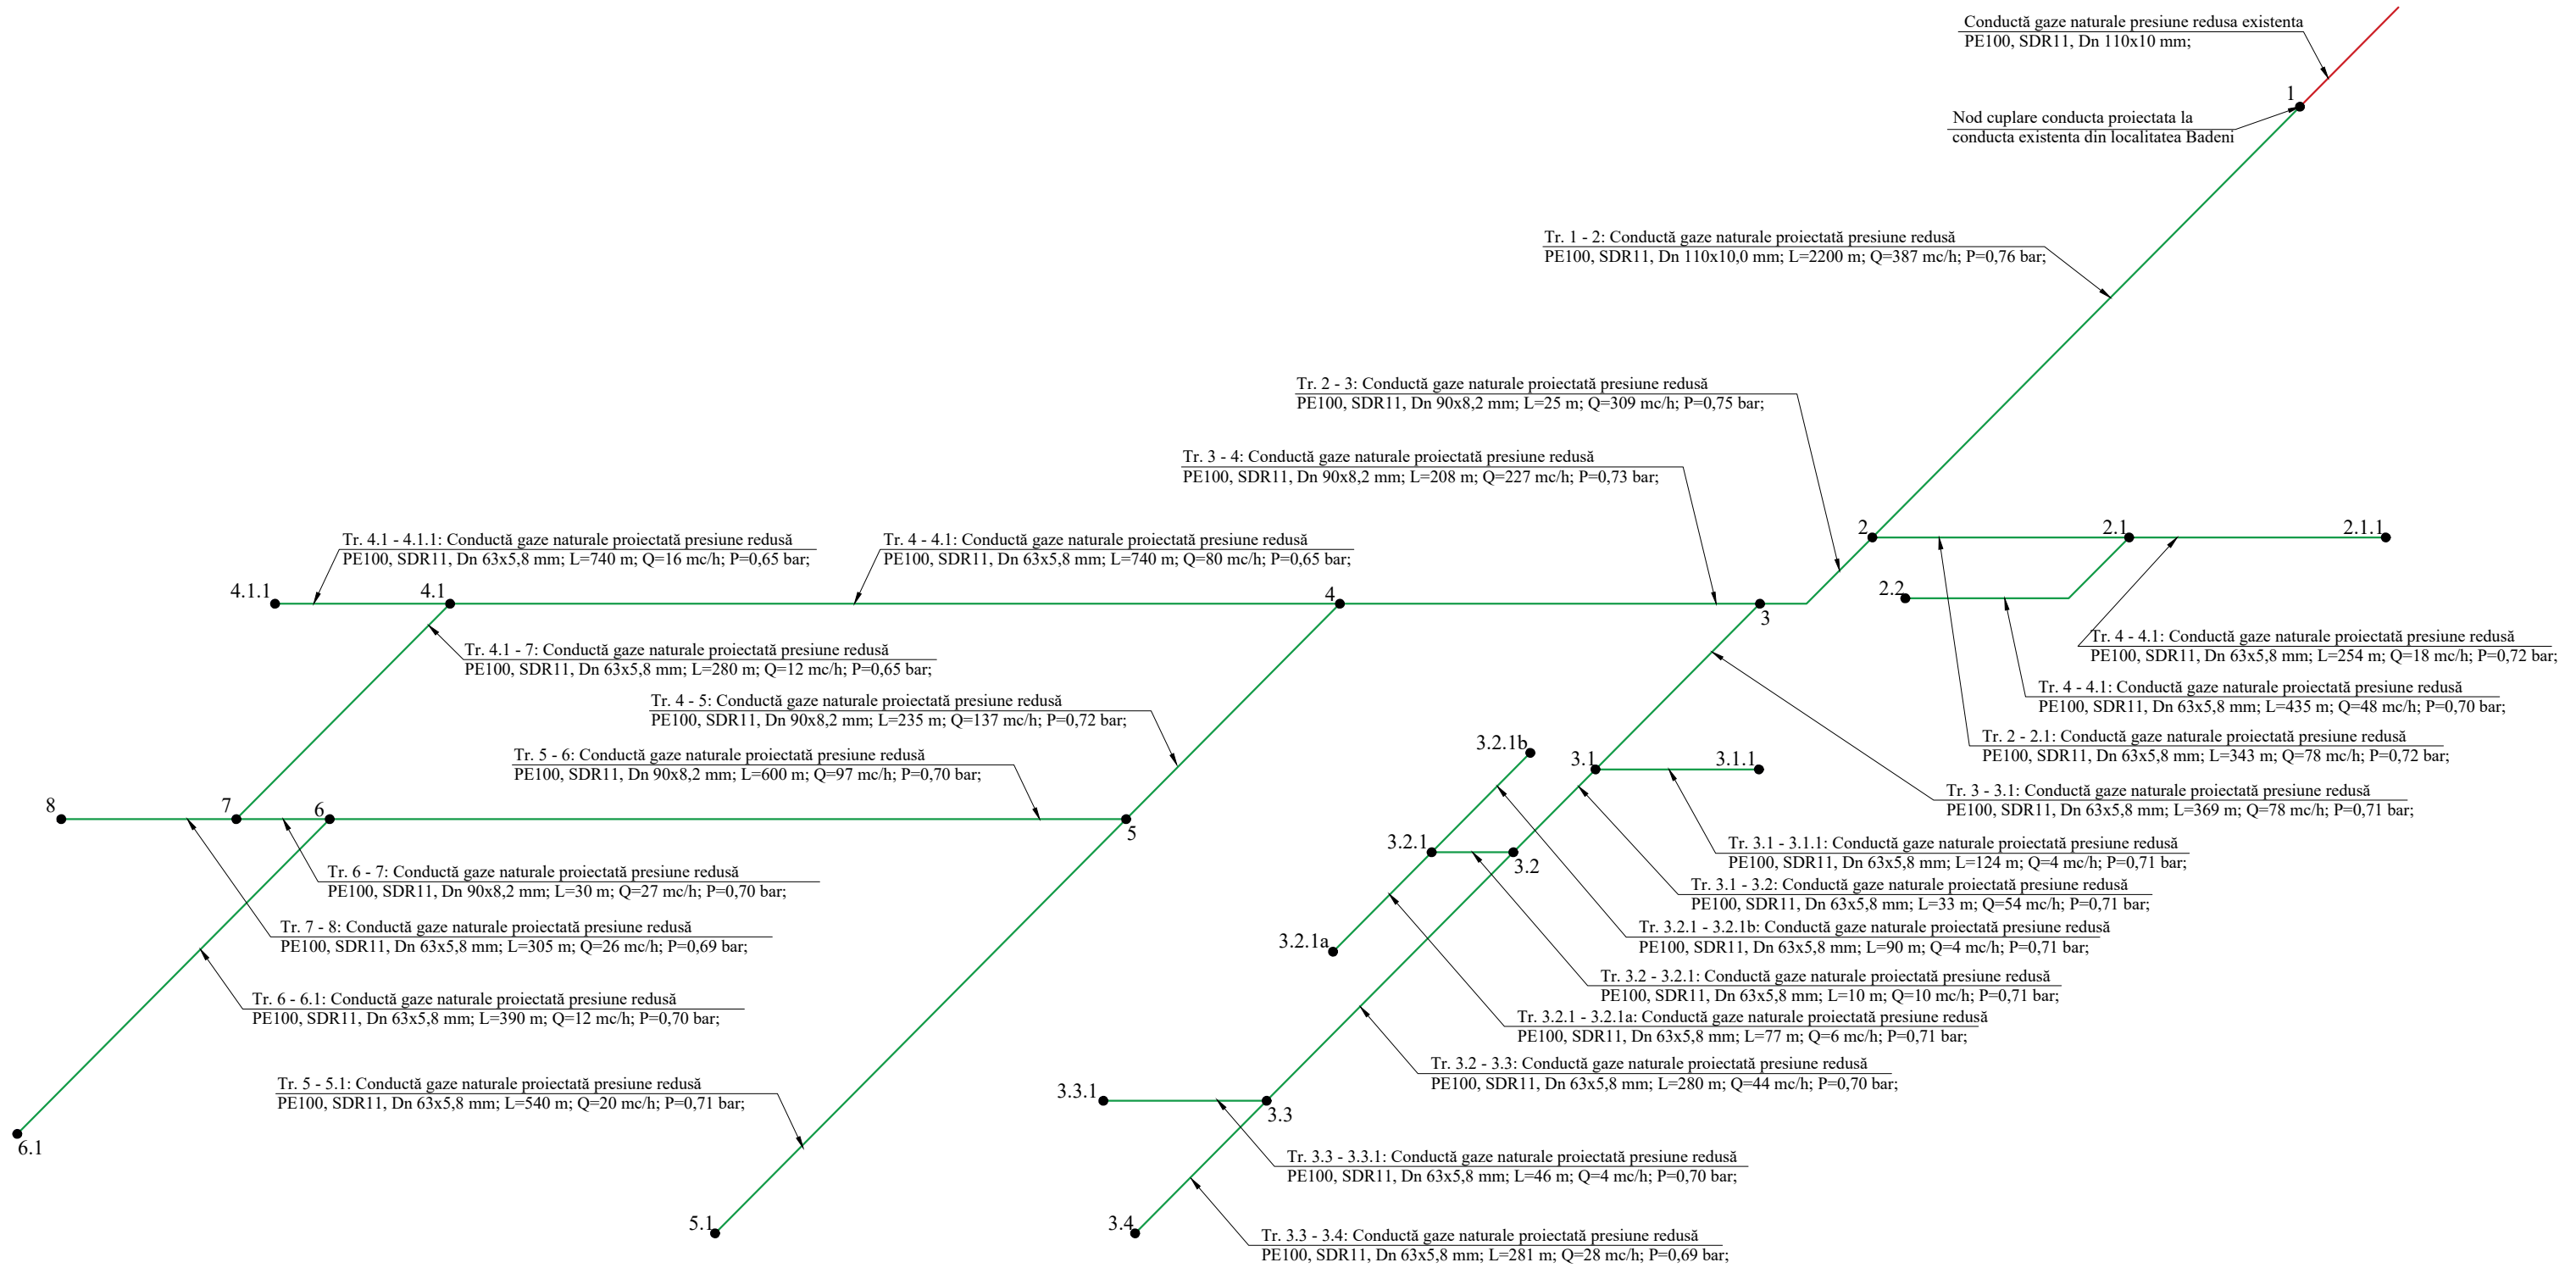 Conductă gaze naturale presiune redusa existenta
PE100, SDR11, Dn 110x10 mm;
1
Nod cuplare conducta proiectata la
conducta existenta din localitatea Badeni
Tr. 1 - 2: Conductă gaze naturale proiectată presiune redusă
PE100, SDR11, Dn 110x10,0 mm; L=2200 m; Q=387 mc/h; P=0,76 bar;
Tr. 2 - 3: Conductă gaze naturale proiectată presiune redusă
PE100, SDR11, Dn 90x8,2 mm; L=25 m; Q=309 mc/h; P=0,75 bar;
Tr. 3 - 4: Conductă gaze naturale proiectată presiune redusă
PE100, SDR11, Dn 90x8,2 mm; L=208 m; Q=227 mc/h; P=0,73 bar;
2
2.1
2.1.1
Tr. 4.1 - 4.1.1: Conductă gaze naturale proiectată presiune redusă
PE100, SDR11, Dn 63x5,8 mm; L=740 m; Q=16 mc/h; P=0,65 bar;
Tr. 4 - 4.1: Conductă gaze naturale proiectată presiune redusă
PE100, SDR11, Dn 63x5,8 mm; L=740 m; Q=80 mc/h; P=0,65 bar;
4.1.1
4.1
4
3
2.2
Tr. 4 - 4.1: Conductă gaze naturale proiectată presiune redusă
PE100, SDR11, Dn 63x5,8 mm; L=254 m; Q=18 mc/h; P=0,72 bar;
Tr. 4.1 - 7: Conductă gaze naturale proiectată presiune redusă
PE100, SDR11, Dn 63x5,8 mm; L=280 m; Q=12 mc/h; P=0,65 bar;
Tr. 4 - 4.1: Conductă gaze naturale proiectată presiune redusă
PE100, SDR11, Dn 63x5,8 mm; L=435 m; Q=48 mc/h; P=0,70 bar;
Tr. 4 - 5: Conductă gaze naturale proiectată presiune redusă
PE100, SDR11, Dn 90x8,2 mm; L=235 m; Q=137 mc/h; P=0,72 bar;
Tr. 2 - 2.1: Conductă gaze naturale proiectată presiune redusă
PE100, SDR11, Dn 63x5,8 mm; L=343 m; Q=78 mc/h; P=0,72 bar;
Tr. 5 - 6: Conductă gaze naturale proiectată presiune redusă
PE100, SDR11, Dn 90x8,2 mm; L=600 m; Q=97 mc/h; P=0,70 bar;
3.2.1b
3.1
3.1.1
Tr. 3 - 3.1: Conductă gaze naturale proiectată presiune redusă
PE100, SDR11, Dn 63x5,8 mm; L=369 m; Q=78 mc/h; P=0,71 bar;
8
7
6
5
3.2.1
3.2
Tr. 3.1 - 3.1.1: Conductă gaze naturale proiectată presiune redusă
PE100, SDR11, Dn 63x5,8 mm; L=124 m; Q=4 mc/h; P=0,71 bar;
Tr. 6 - 7: Conductă gaze naturale proiectată presiune redusă
PE100, SDR11, Dn 90x8,2 mm; L=30 m; Q=27 mc/h; P=0,70 bar;
Tr. 3.1 - 3.2: Conductă gaze naturale proiectată presiune redusă
PE100, SDR11, Dn 63x5,8 mm; L=33 m; Q=54 mc/h; P=0,71 bar;
Tr. 7 - 8: Conductă gaze naturale proiectată presiune redusă
PE100, SDR11, Dn 63x5,8 mm; L=305 m; Q=26 mc/h; P=0,69 bar;
Tr. 3.2.1 - 3.2.1b: Conductă gaze naturale proiectată presiune redusă
PE100, SDR11, Dn 63x5,8 mm; L=90 m; Q=4 mc/h; P=0,71 bar;
3.2.1a
Tr. 3.2 - 3.2.1: Conductă gaze naturale proiectată presiune redusă
PE100, SDR11, Dn 63x5,8 mm; L=10 m; Q=10 mc/h; P=0,71 bar;
Tr. 6 - 6.1: Conductă gaze naturale proiectată presiune redusă
PE100, SDR11, Dn 63x5,8 mm; L=390 m; Q=12 mc/h; P=0,70 bar;
Tr. 3.2.1 - 3.2.1a: Conductă gaze naturale proiectată presiune redusă
PE100, SDR11, Dn 63x5,8 mm; L=77 m; Q=6 mc/h; P=0,71 bar;
Tr. 3.2 - 3.3: Conductă gaze naturale proiectată presiune redusă
PE100, SDR11, Dn 63x5,8 mm; L=280 m; Q=44 mc/h; P=0,70 bar;
Tr. 5 - 5.1: Conductă gaze naturale proiectată presiune redusă
PE100, SDR11, Dn 63x5,8 mm; L=540 m; Q=20 mc/h; P=0,71 bar;
3.3.1
3.3
6.1
Tr. 3.3 - 3.3.1: Conductă gaze naturale proiectată presiune redusă
PE100, SDR11, Dn 63x5,8 mm; L=46 m; Q=4 mc/h; P=0,70 bar;
5.1
3.4
Tr. 3.3 - 3.4: Conductă gaze naturale proiectată presiune redusă
PE100, SDR11, Dn 63x5,8 mm; L=281 m; Q=28 mc/h; P=0,69 bar;